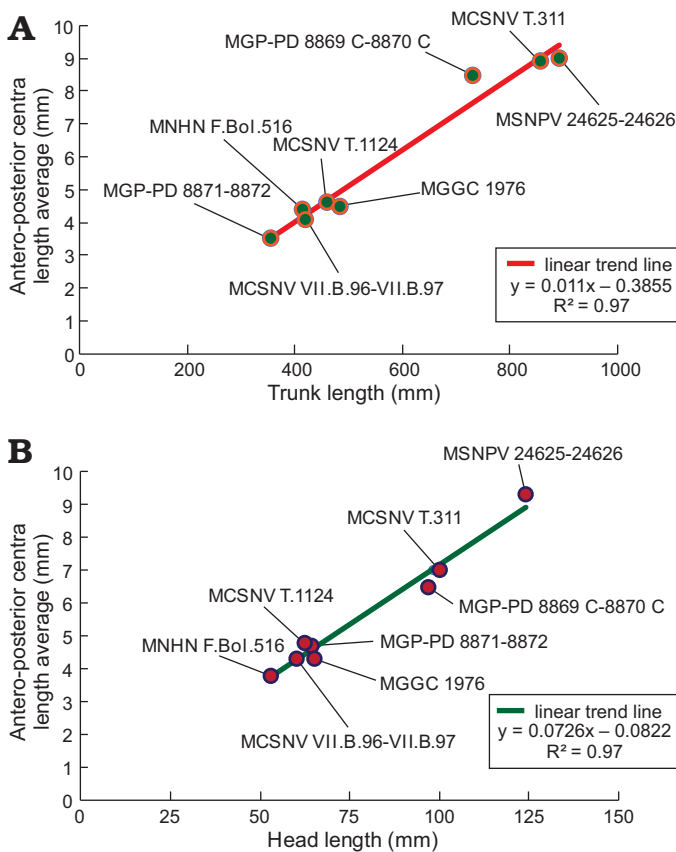 A
Antero-posterior centra
length average (mm)
10
9
8
7
6
5
4
3
2
1
0
MCSNV T.311
MGP-PD 8869 C-8870 C
MSNPV 24625-24626
MNHN F.Bol.516
MCSNV T.1124
MGP-PD 8871-8872
MGGC 1976
MCSNV VII.B.96-VII.B.97
linear trend line
y = 0.011x – 0.3855
R² = 0.97
0 200 400 600 800 1000
Trunk length (mm)
B
Antero-posterior centra
length average (mm)
10
9
8
7
6
5
4
3
2
1
0
MSNPV 24625-24626
MCSNV T.311
MCSNV T.1124
MGP-PD 8869 C-8870 C
MNHN F.Bol.516
MGP-PD 8871-8872
MGGC 1976
MCSNV VII.B.96-VII.B.97
linear trend line
y = 0.0726x – 0.0822
R² = 0.97
0 50 75 100 125 150
Head length (mm)